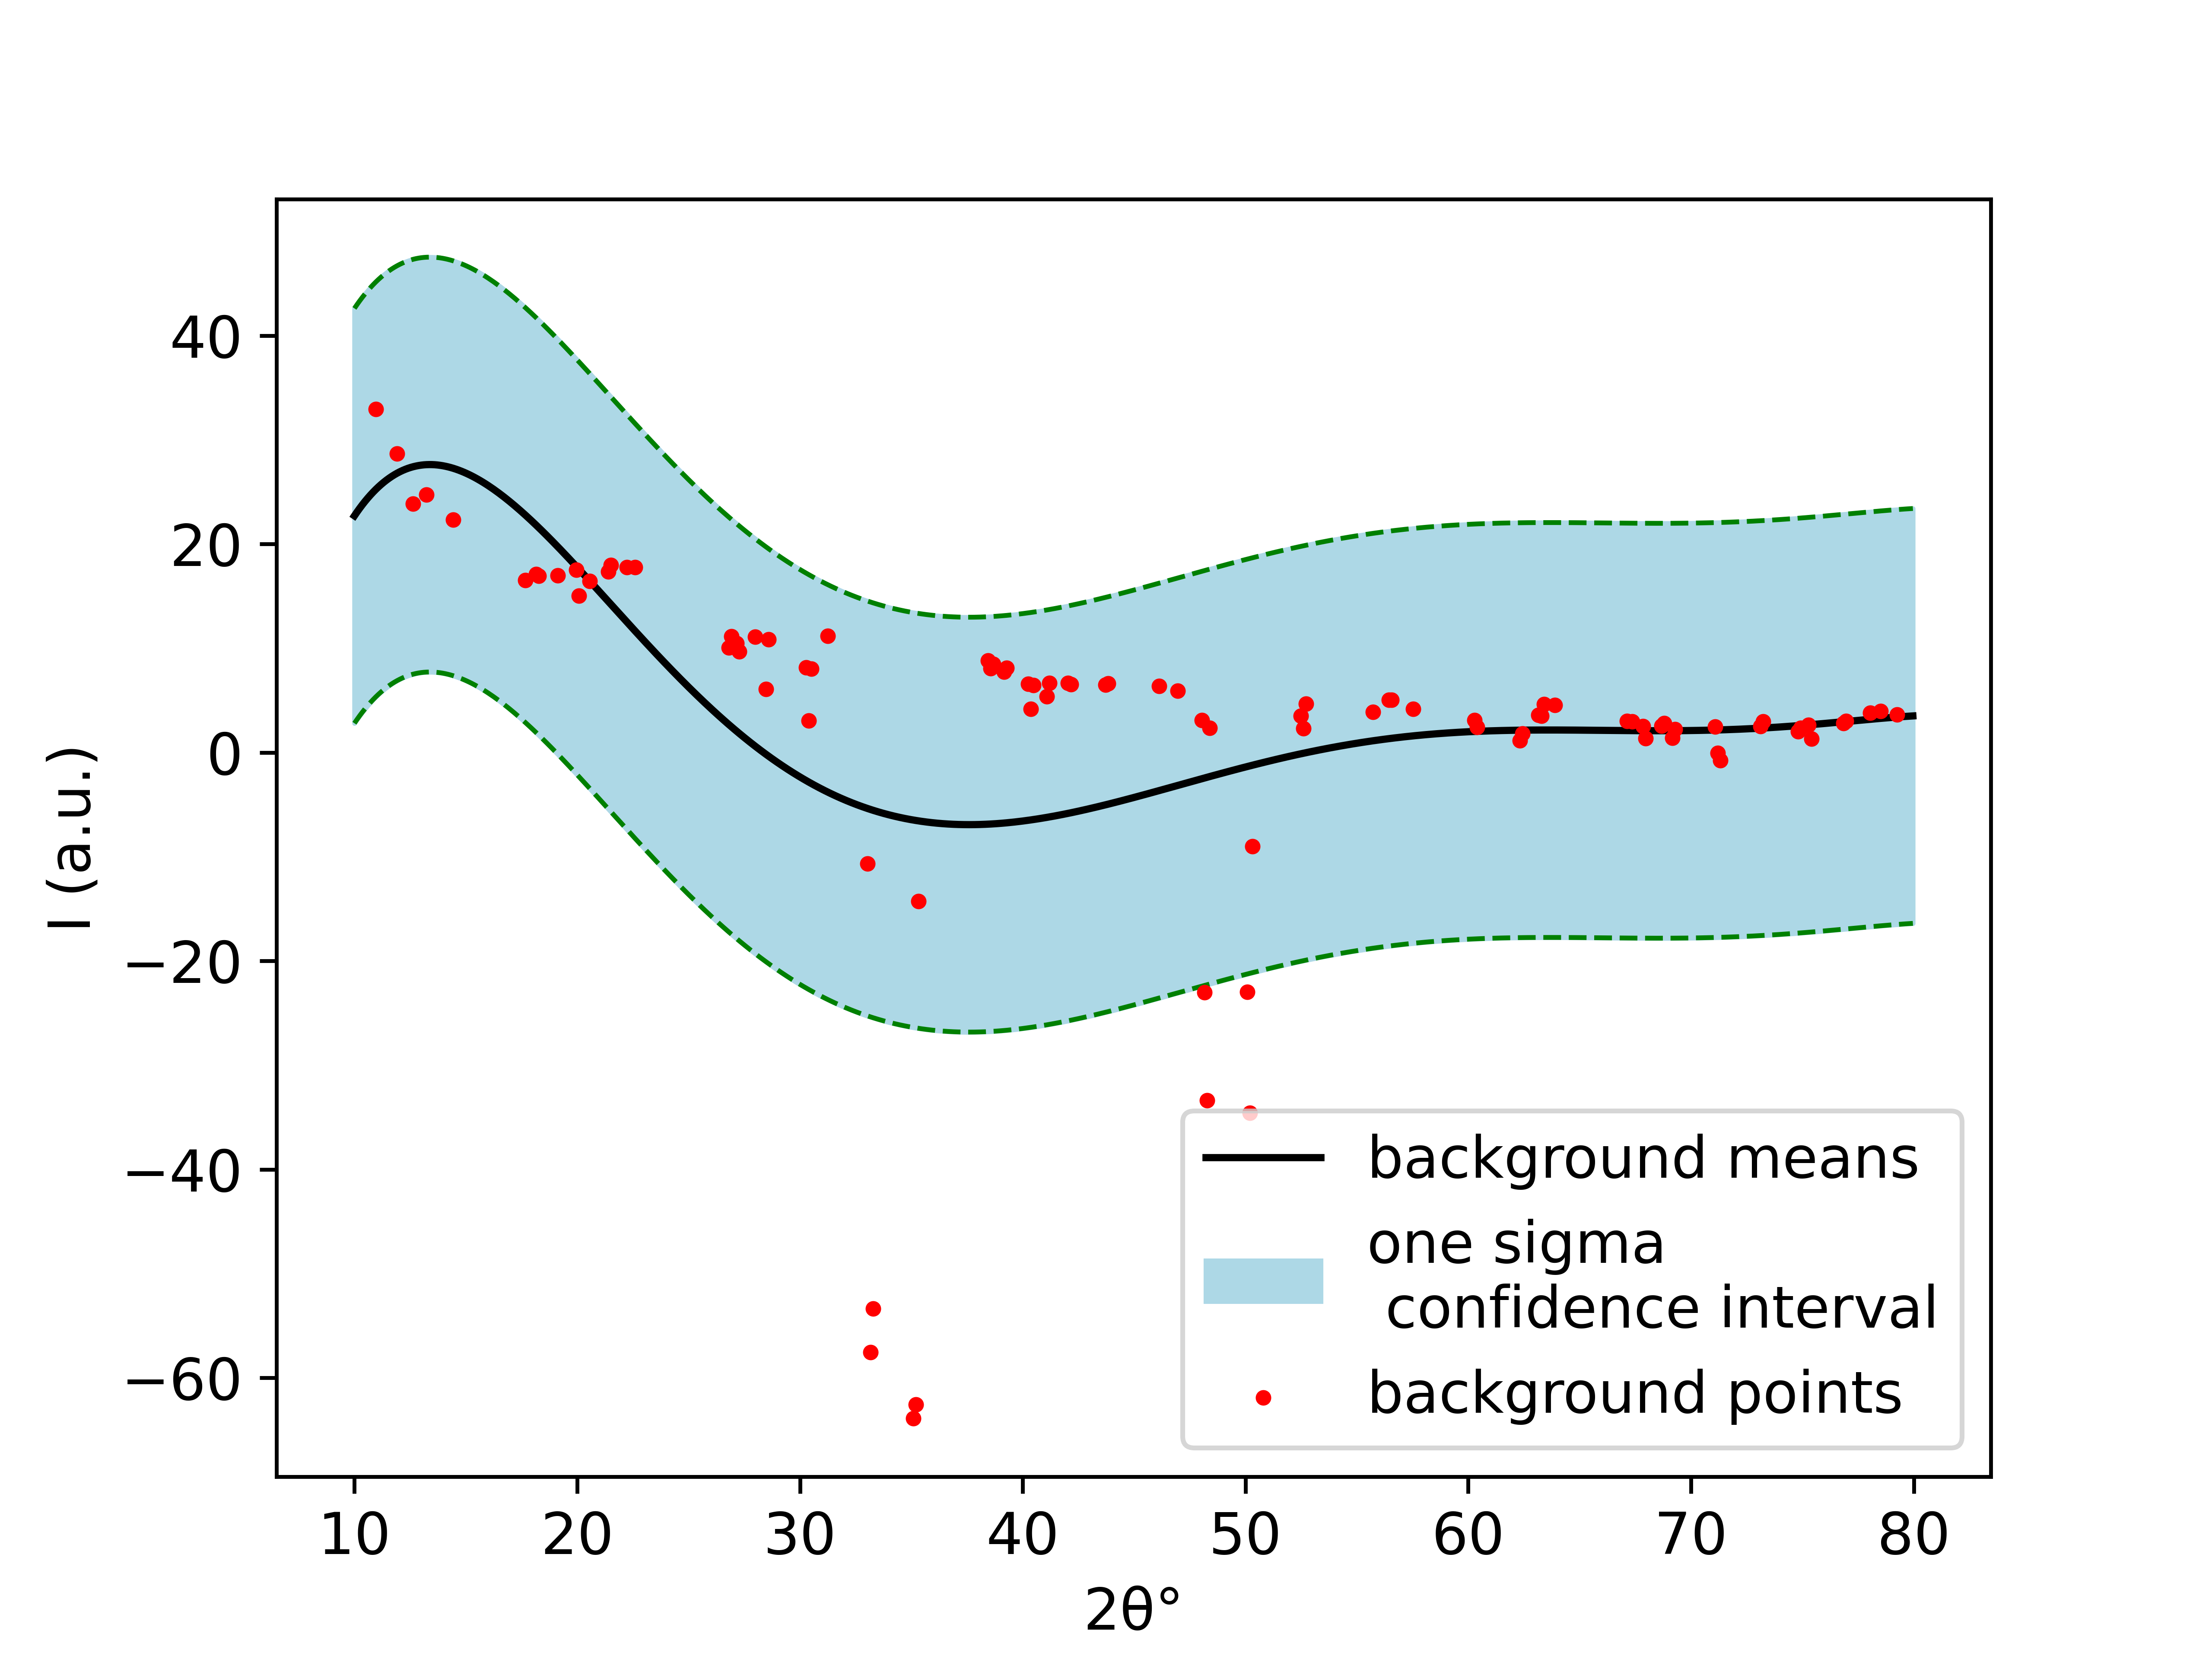 40
20
0
−20
−40
−60
I (a.u.)
background means
one sigma
confidence interval
background points
10 20 30 40 50 60 70 80
2θ°